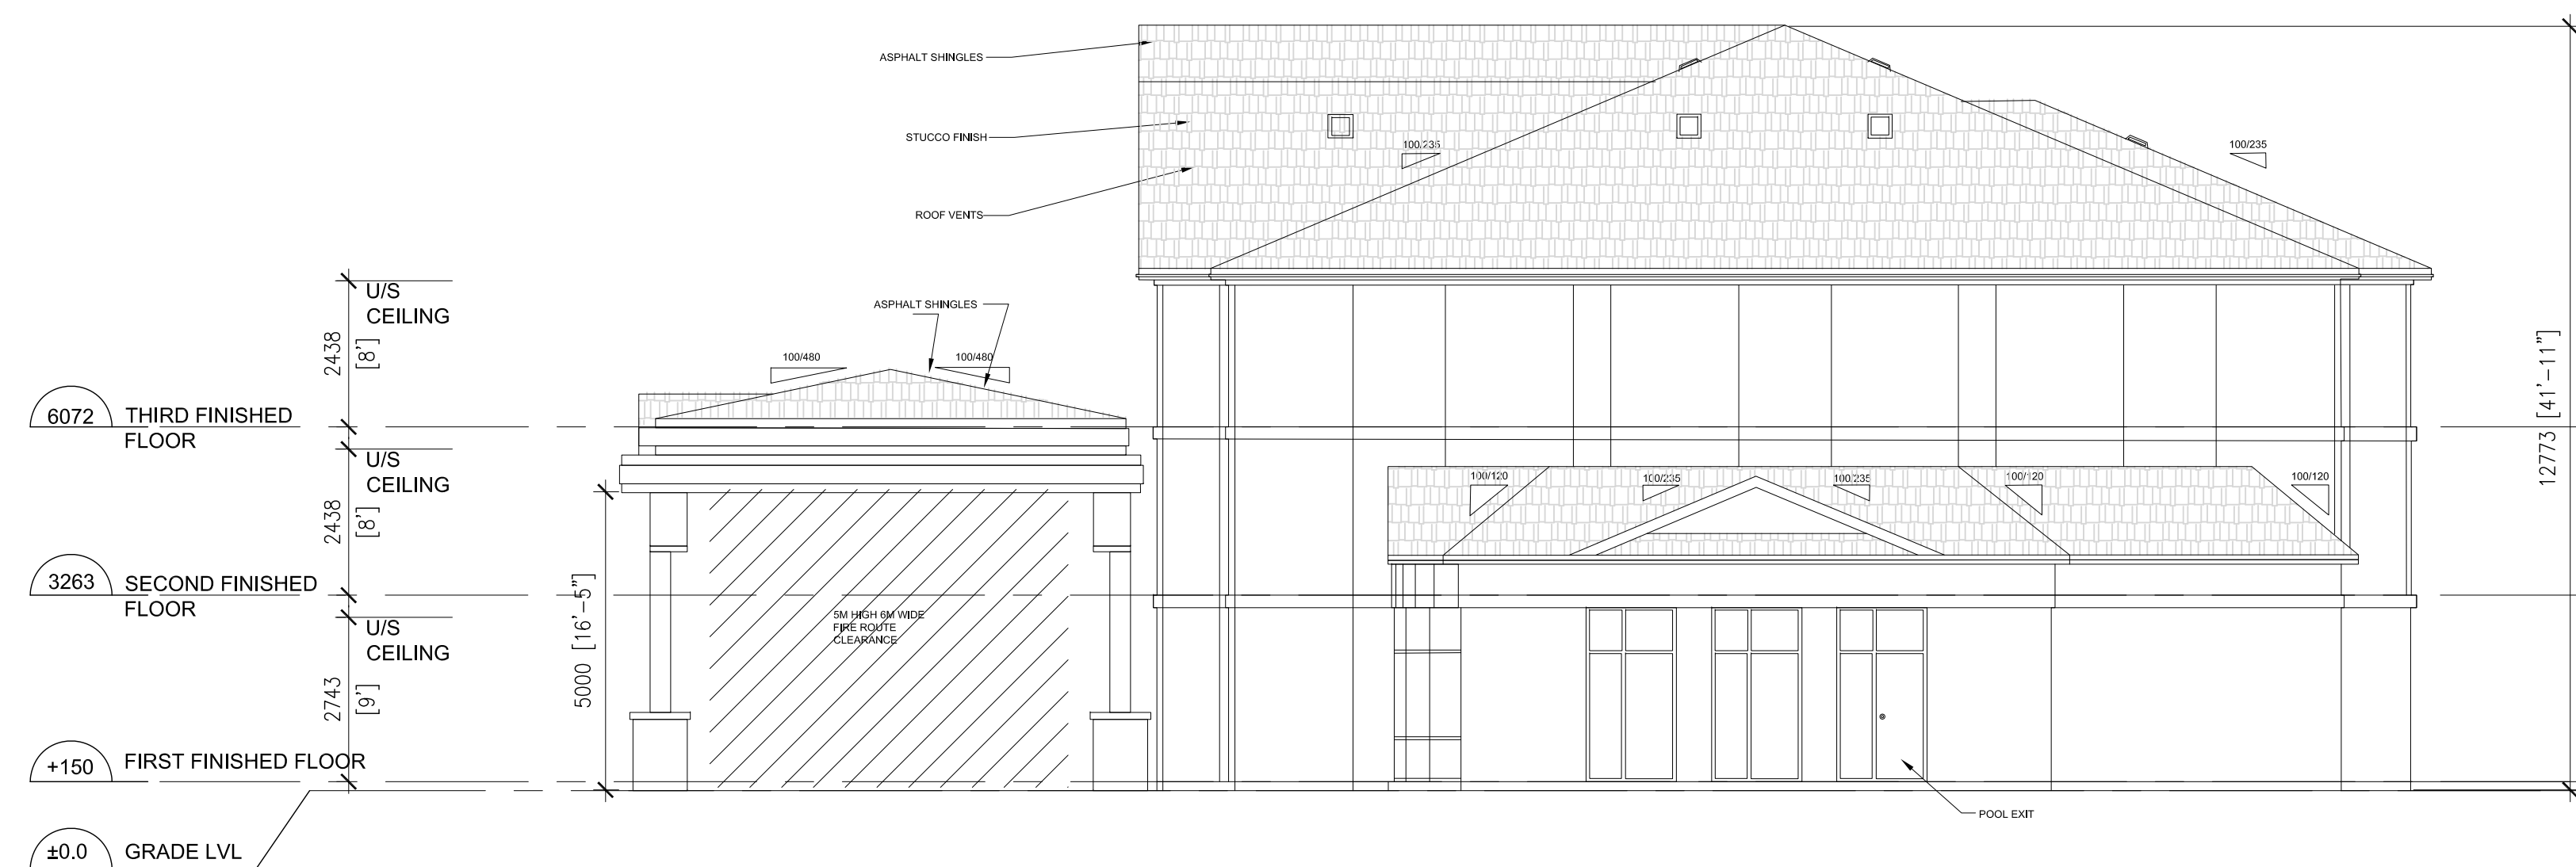 ASPHALT SHINGLES
STUCCO FINISH
100/235
100/235
ROOF VENTS
U/S
CEILING
2438
[8']
ASPHALT SHINGLES
100/480
100/480
12773 [41'-11"]
6072
THIRD FINISHED
FLOOR
U/S
CEILING
2438
[8']
100/120
100/235
100/235
100/120
100/120
3263
SECOND FINISHED
FLOOR
5000 [16'-5"]
5M HIGH 6M WIDE
FIRE ROUTE
CLEARANCE
U/S
CEILING
2743
[9']
+150
FIRST FINISHED FLOOR
POOL EXIT
±0.0
GRADE LVL